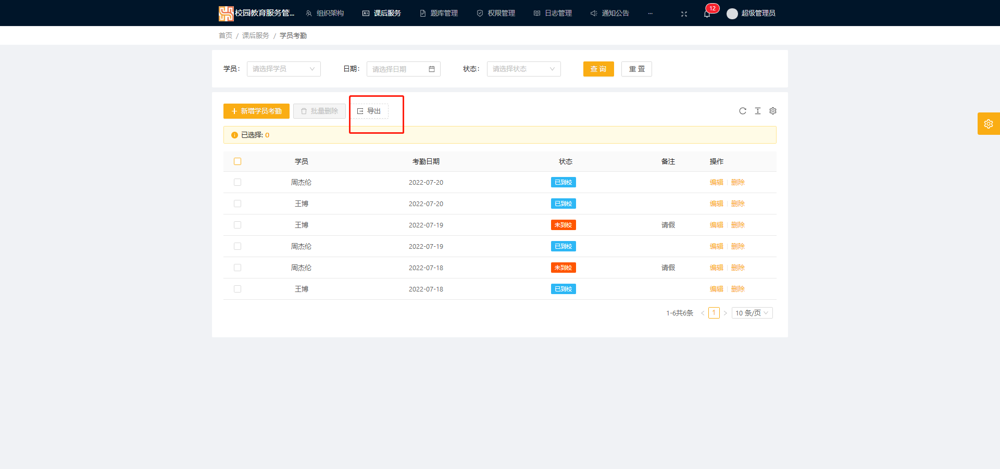 校园教育服务管... 组织架构 课后服务 题库管理 权限管理 日志管理 通知公告 ··· 12 超级管理员
首页 / 课后服务 / 学员考勤
学员: 请选择学员 日期: 请选择日期 状态: 请选择状态 查 询 重 置
新增学员考勤 批量删除 导出
已选择: 0
学员 考勤日期 状态 备注 操作
周杰伦 2022-07-20 已到校 编辑 删除
王博 2022-07-20 已到校 编辑 删除
王博 2022-07-19 未到校 请假 编辑 删除
周杰伦 2022-07-19 已到校 编辑 删除
周杰伦 2022-07-18 未到校 请假 编辑 删除
王博 2022-07-18 已到校 编辑 删除
1-6共6条 < 1 > 10 条/页